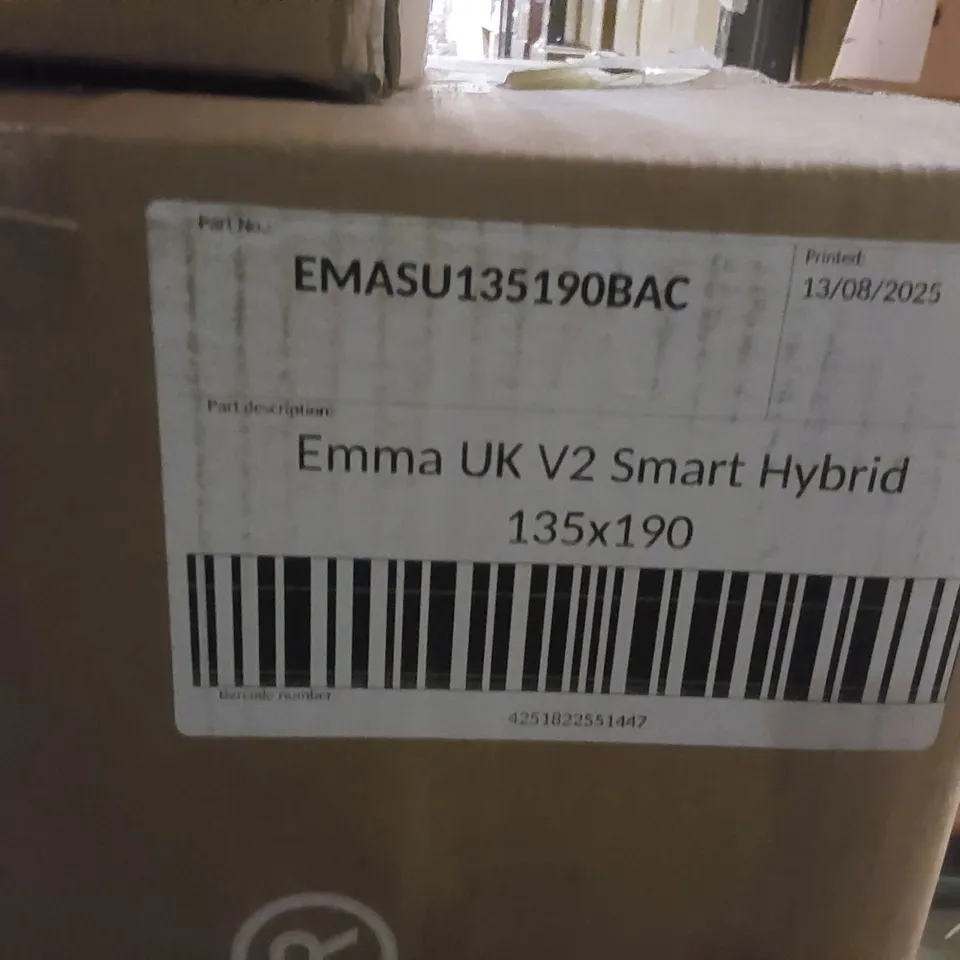 Part No.:
EMASU135190BAC
Printed:
13/08/2025
Part description:
Emma UK V2 Smart Hybrid
135x190
Barcode number
4251822551447
R